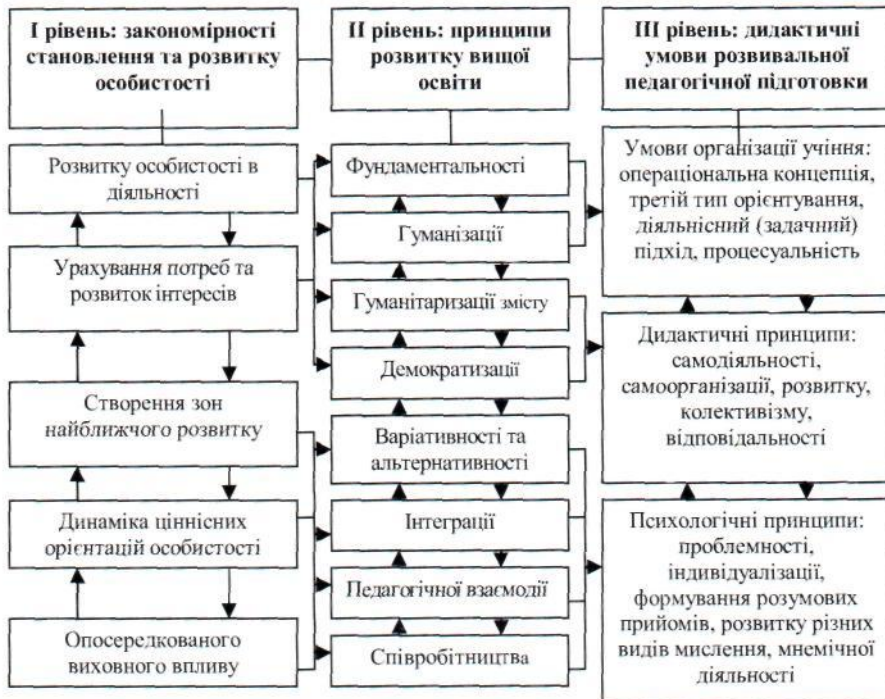 І рівень: закономірності
становлення та розвитку
особистості
Розвитку особистості в
діяльності
Урахування потреб та
розвиток інтересів
Створення зон
найближчого розвитку
Динаміка ціннісних
орієнтацій особистості
Опосередкованого
виховного впливу
ІІ рівень: принципи
розвитку вищої
освіти
Фундаментальності
Гуманізації
Гуманітаризації змісту
Демократизації
Варіативності та
альтернативності
Інтеграції
Педагогічної взаємодії
Співробітництва
ІІІ рівень: дидактичні
умови розвивальної
педагогічної підготовки
Умови організації учіння:
операціональна концепція,
третій тип орієнтування,
діяльнісний (задачний)
підхід, процесуальність
Дидактичні принципи:
самодіяльності,
самоорганізації, розвитку,
колективізму,
відповідальності
Психологічні принципи:
проблемності,
індивідуалізації,
формування розумових
прийомів, розвитку різних
видів мислення, мнемічної
діяльності